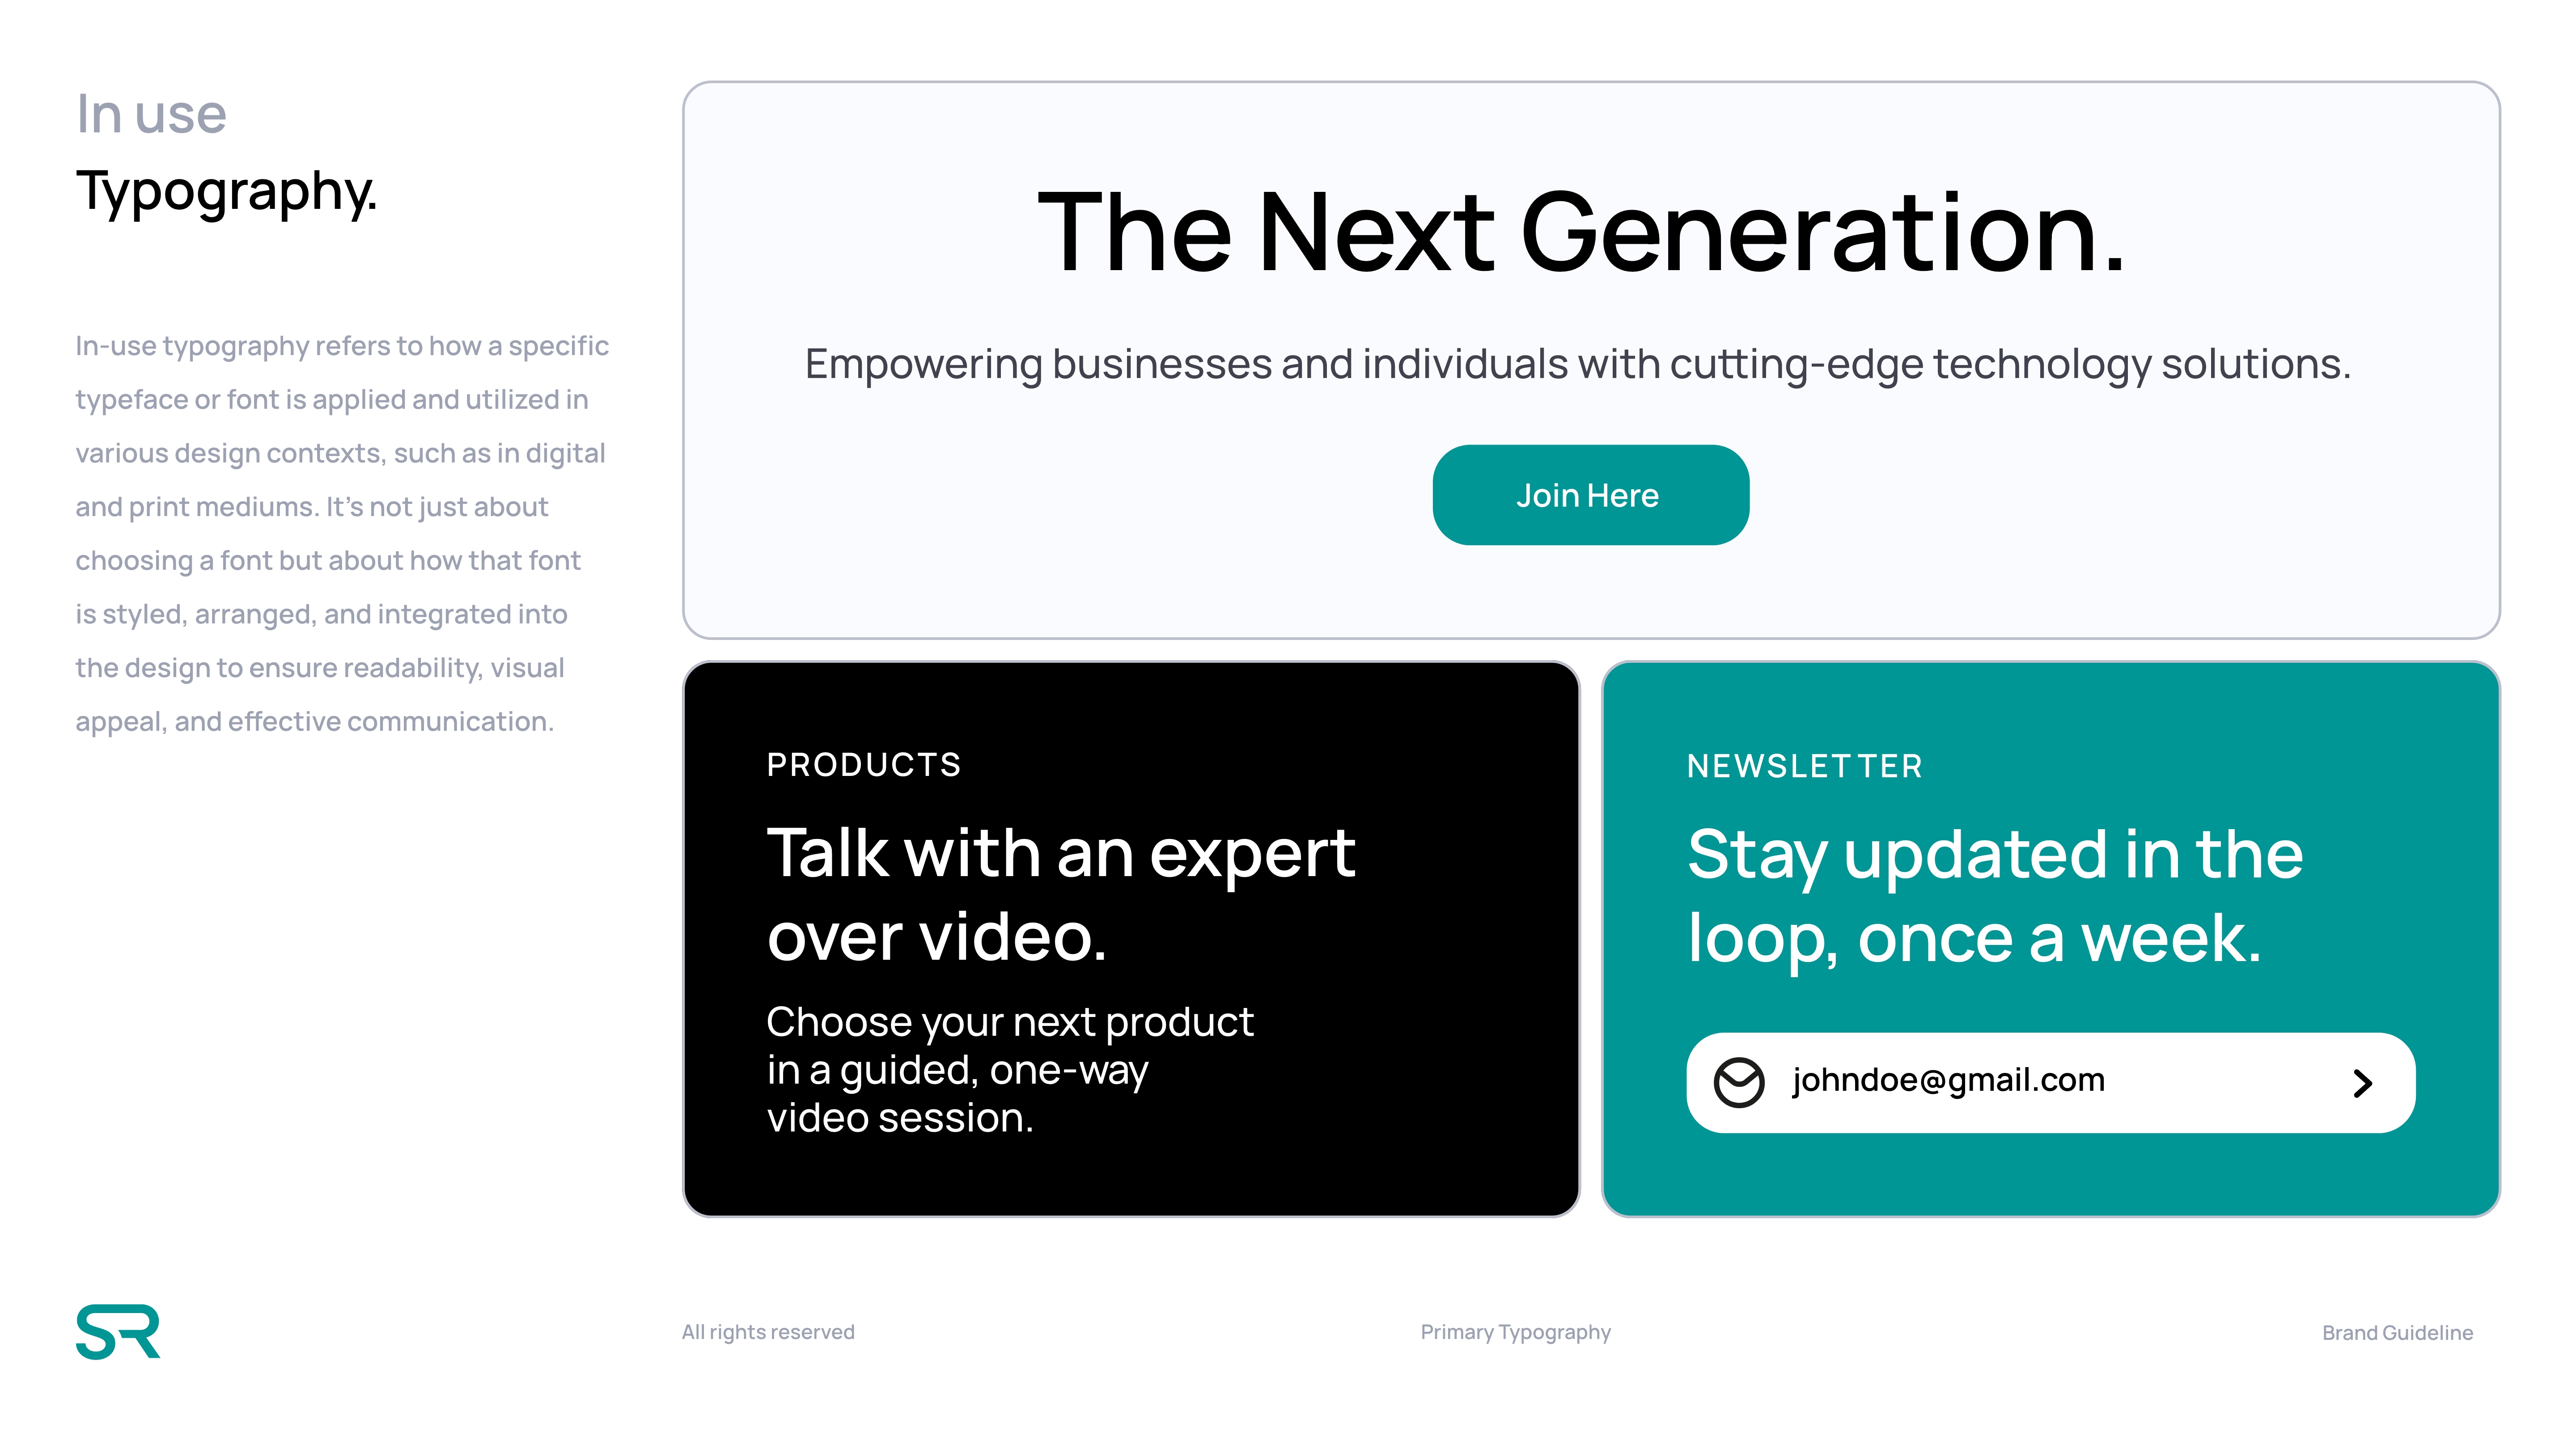 In use
Typography.
In-use typography refers to how a specific
typeface or font is applied and utilized in
various design contexts, such as in digital
and print mediums. It’s not just about
choosing a font but about how that font
is styled, arranged, and integrated into
the design to ensure readability, visual
appeal, and effective communication.
The Next Generation.
Empowering businesses and individuals with cutting-edge technology solutions.
Join Here
PRODUCTS
Talk with an expert
over video.
Choose your next product
in a guided, one-way
video session.
NEWSLETTER
Stay updated in the
loop, once a week.
johndoe@gmail.com
SR
All rights reserved
Primary Typography
Brand Guideline